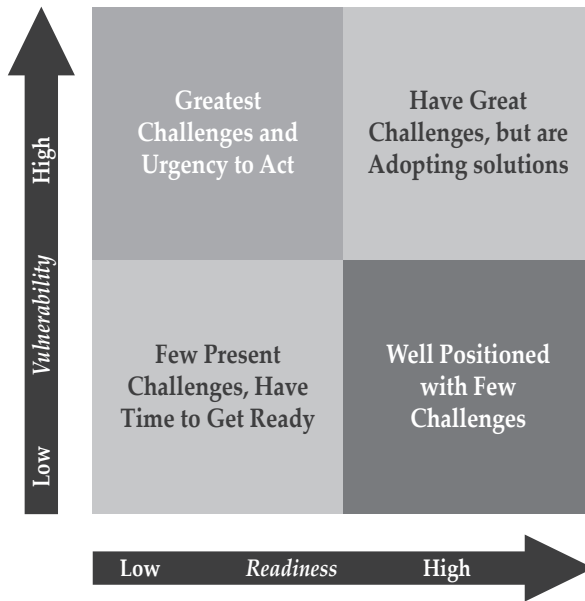 Greatest
Challenges and
Urgency to Act
Have Great
Challenges, but are
Adopting solutions
High
Vulnerability
Low
Few Present
Challenges, Have
Time to Get Ready
Well Positioned
with Few
Challenges
Low Readiness High